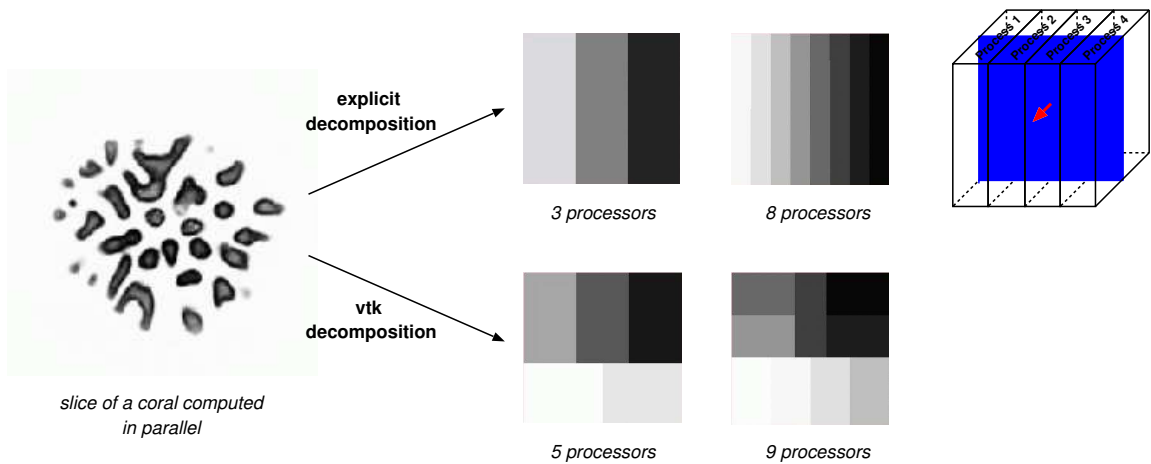 Process 1
Process 2
Process 3
Process 4
explicit
decomposition
3 processors
8 processors
vtk
decomposition
slice of a coral computed
in parallel
5 processors
9 processors